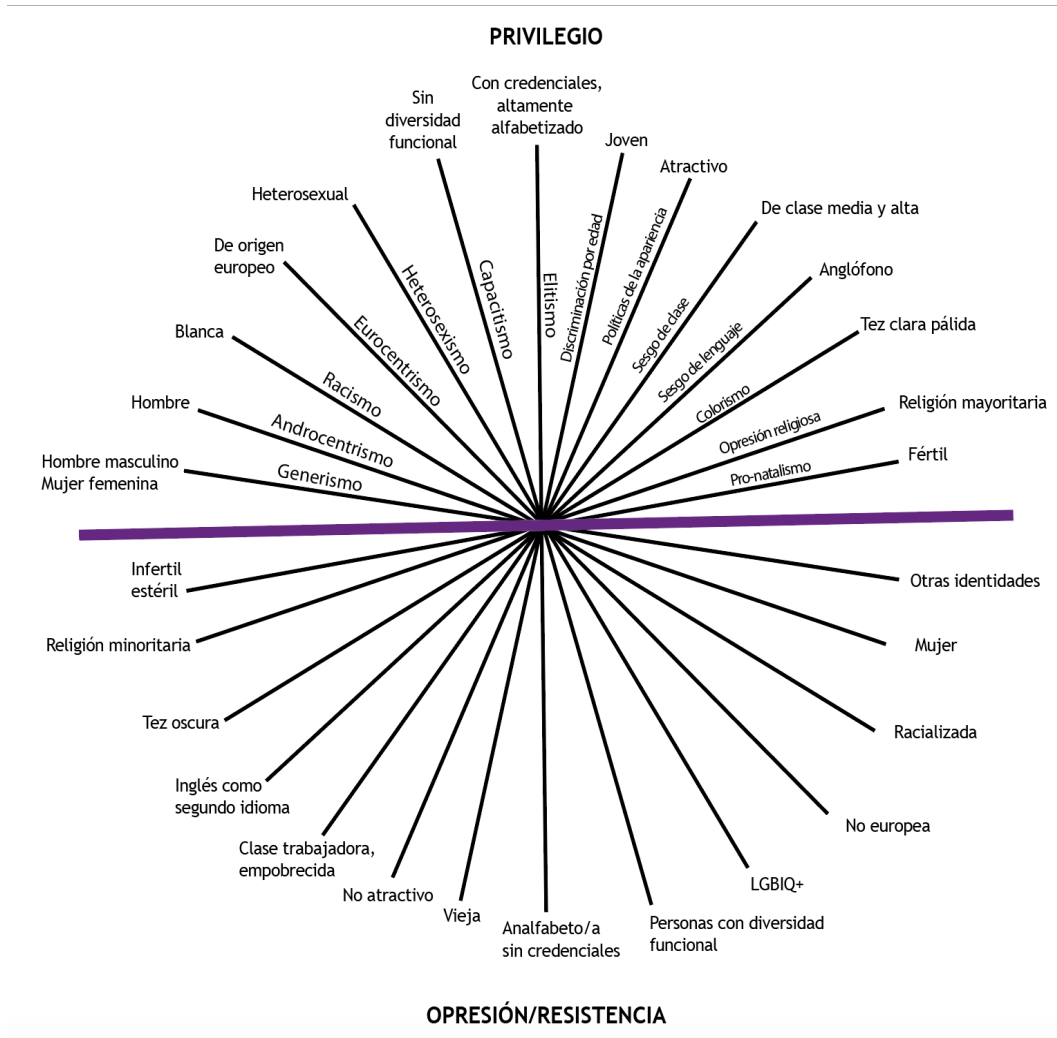 PRIVILEGIO
Con credenciales,
altamente
alfabetizado
Sin
diversidad
funcional
Joven
Atractivo
Heterosexual
De clase media y alta
De origen
europeo
Anglófono
Blanca
Tez clara pálida
Hombre
Religión mayoritaria
Hombre masculino
Mujer femenina
Fértil
Generismo
Androcentrismo
Racismo
Eurocentrismo
Heterosexismo
Capacitismo
Elitismo
Discriminación por edad
Políticas de la apariencia
Sesgo de clase
Sesgo de lenguaje
Colorismo
Opresión religiosa
Pro-natalismo
Infertil
estéril
Otras identidades
Religión minoritaria
Mujer
Tez oscura
Racializada
Inglés como
segundo idioma
No europea
Clase trabajadora,
empobrecida
LGBIQ+
No atractivo
Vieja
Analfabeto/a
sin credenciales
Personas con diversidad
funcional
OPRESIÓN/RESISTENCIA